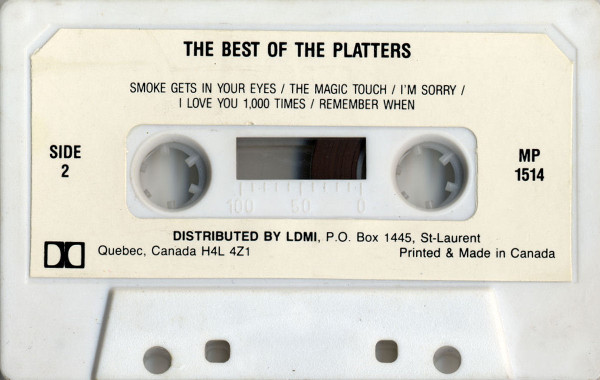 THE BEST OF THE PLATTERS
SMOKE GETS IN YOUR EYES / THE MAGIC TOUCH / I'M SORRY /
I LOVE YOU 1,000 TIMES / REMEMBER WHEN
SIDE
2
MP
1514
100 50 0
DISTRIBUTED BY LDMI, P.O. Box 1445, St-Laurent
Quebec, Canada H4L 4Z1
Printed & Made in Canada